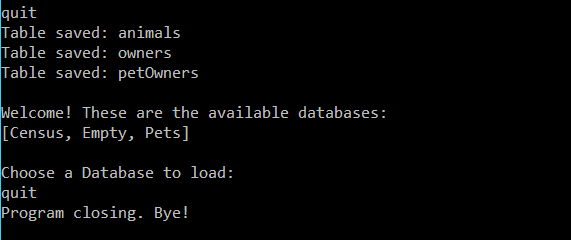 quit
Table saved: animals
Table saved: owners
Table saved: petOwners
Welcome! These are the available databases:
[Census, Empty, Pets]
Choose a Database to load:
quit
Program closing. Bye!